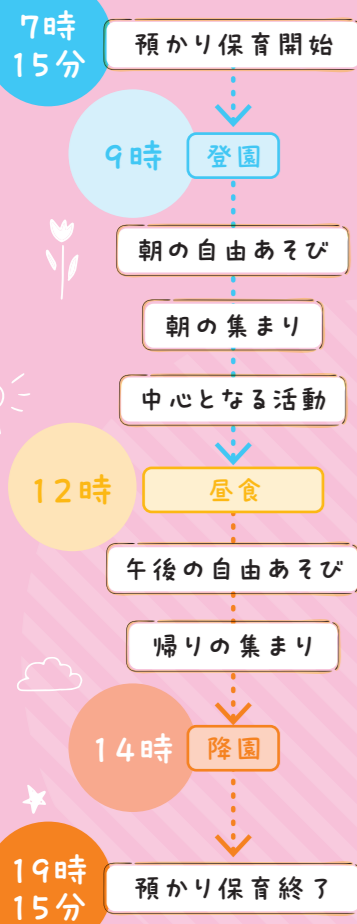 7時
15分
預かり保育開始
9時
登園
朝の自由あそび
朝の集まり
中心となる活動
12時
昼食
午後の自由あそび
帰りの集まり
14時
降園
19時
15分
預かり保育終了